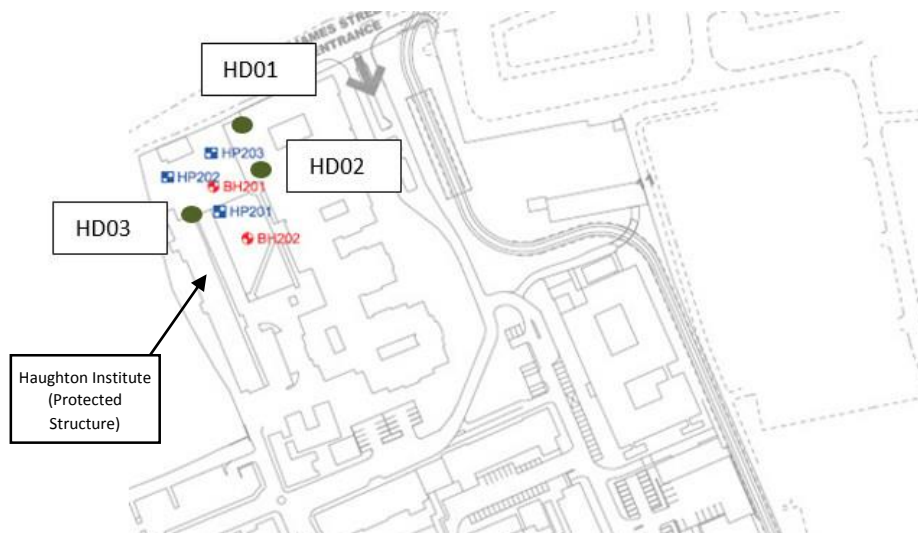 JAMES STREET
ENTRANCE
HD01
HP203
HD02
HP202
BH201
HP201
HD03
BH202
Haughton Institute
(Protected
Structure)